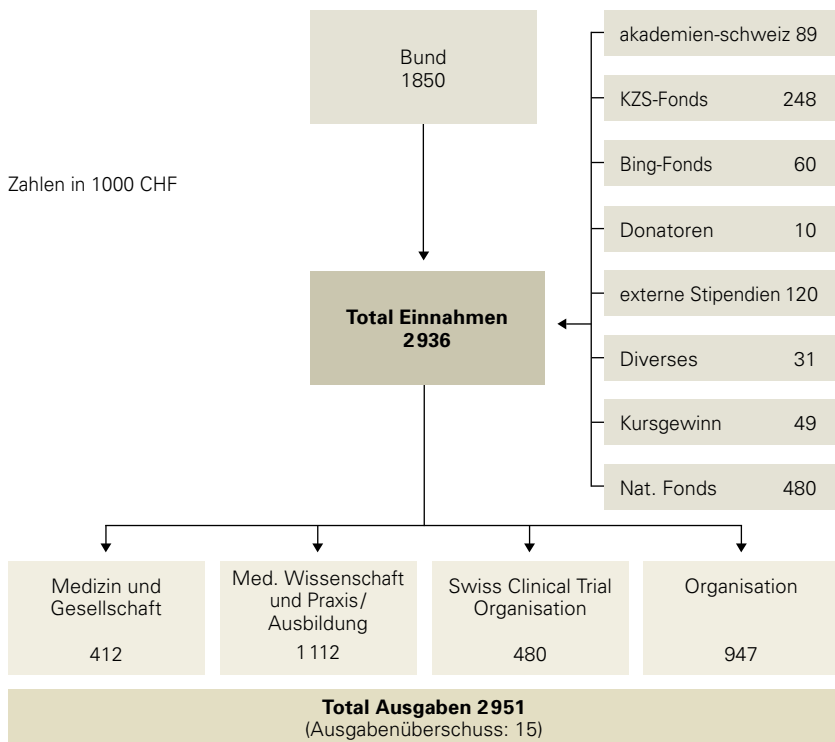 Bund
1850
Zahlen in 1000 CHF
Total Einnahmen
2936
akademien-schweiz 89
KZS-Fonds 248
Bing-Fonds 60
Donatoren 10
externe Stipendien 120
Diverses 31
Kursgewinn 49
Nat. Fonds 480
Medizin und
Gesellschaft
412
Med. Wissenschaft
und Praxis/
Ausbildung
1112
Swiss Clinical Trial
Organisation
480
Organisation
947
Total Ausgaben 2951
(Ausgabenüberschuss: 15)